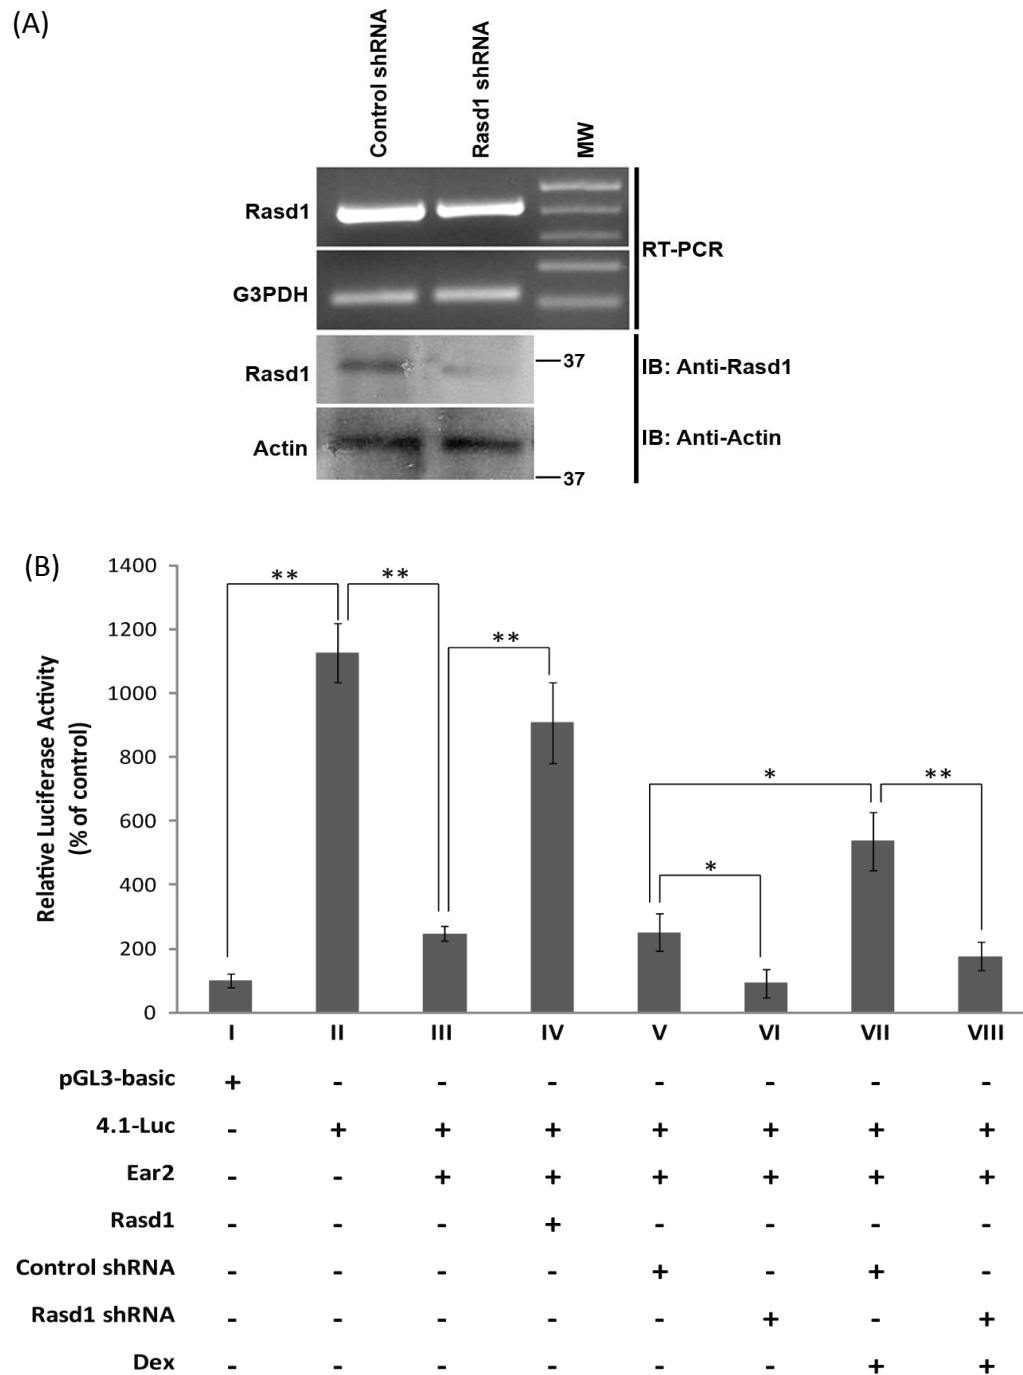 (A)
Control shRNA
Rasd1 shRNA
MW
Rasd1
G3PDH
RT-PCR
Rasd1
37
IB: Anti-Rasd1
Actin
IB: Anti-Actin
37
(B)
Relative Luciferase Activity
(% of control)
1400
1200
1000
800
600
400
200
0
** ** ** * * **
I II III IV V VI VII VIII
pGL3-basic + - - - - - - -
4.1-Luc - + + + + + + +
Ear2 - - + + + + + +
Rasd1 - - - + - - - -
Control shRNA - - - - + - + -
Rasd1 shRNA - - - - - + - +
Dex - - - - - - + +